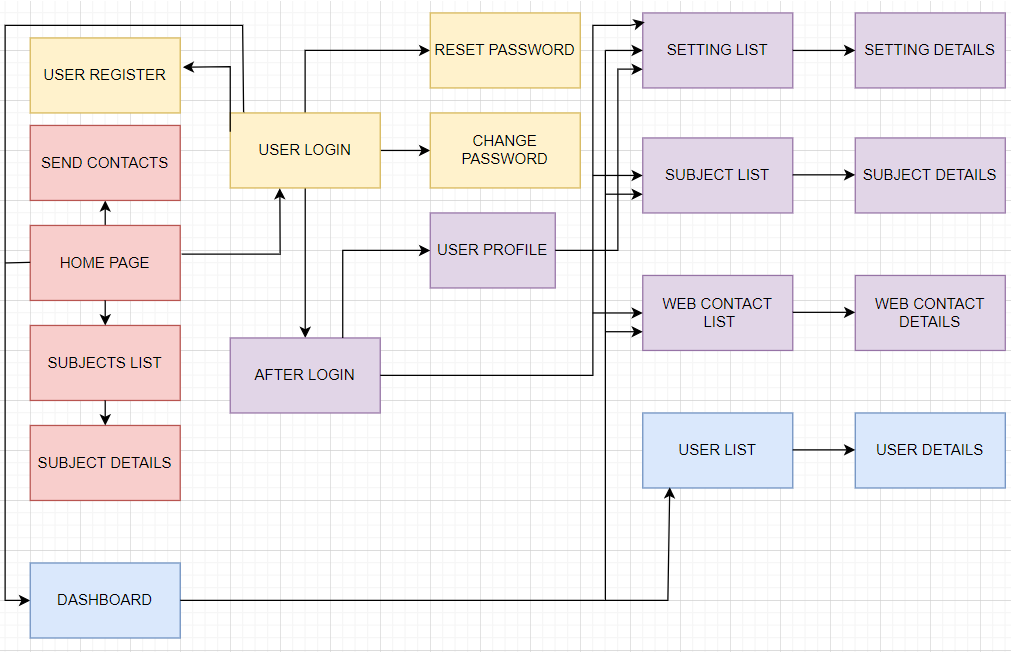 USER REGISTER
SEND CONTACTS
HOME PAGE
SUBJECTS LIST
SUBJECT DETAILS
DASHBOARD
USER LOGIN
AFTER LOGIN
RESET PASSWORD
CHANGE
PASSWORD
USER PROFILE
SETTING LIST
SETTING DETAILS
SUBJECT LIST
SUBJECT DETAILS
WEB CONTACT
LIST
WEB CONTACT
DETAILS
USER LIST
USER DETAILS